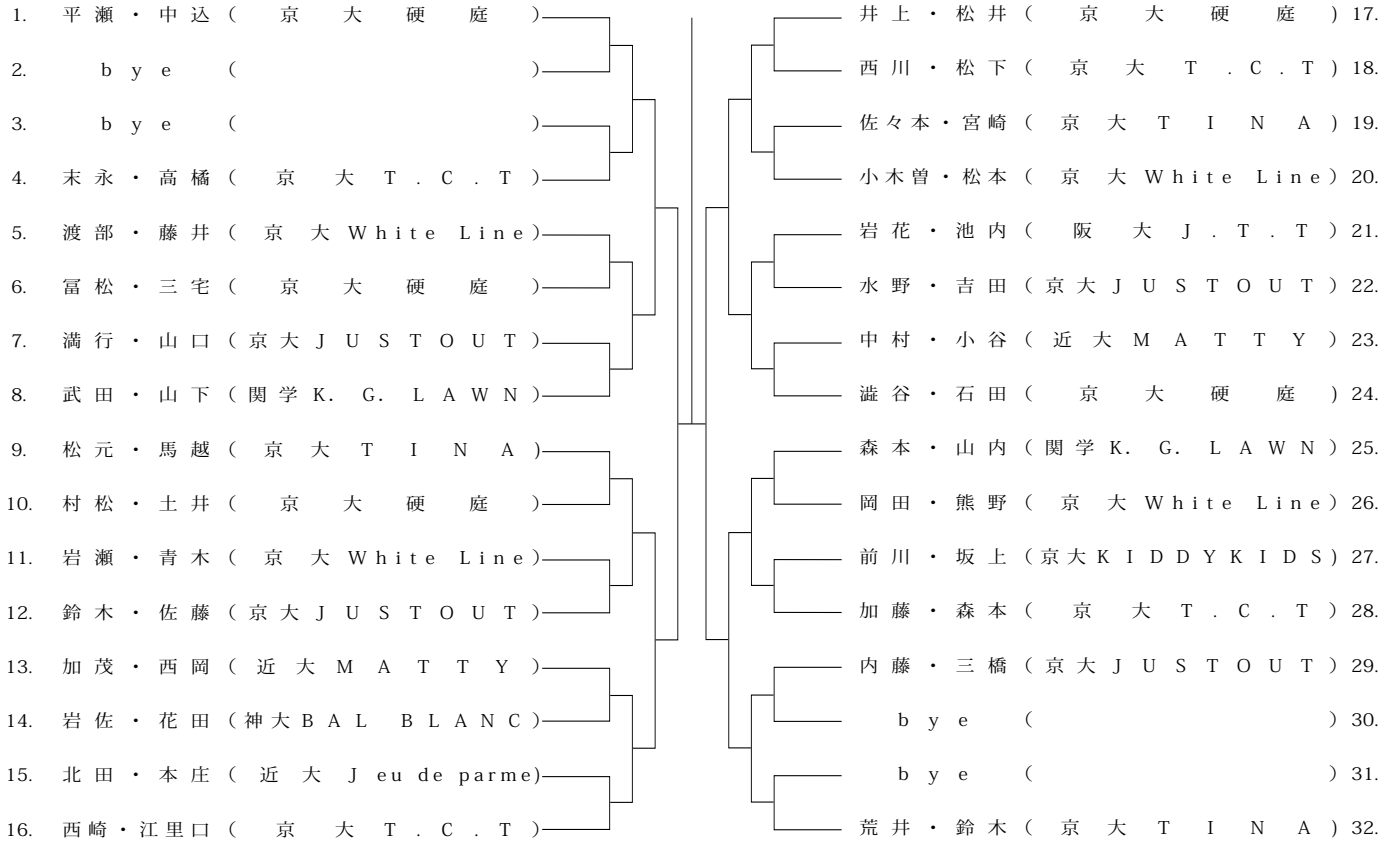 1. 平瀬・中込(京大硬庭)
2. bye ( )
3. bye ( )
4. 末永・高橘(京大T.C.T)
5. 渡部・藤井(京大White Line)
6. 冨松・三宅(京大硬庭)
7. 満行・山口(京大JUSTOUT)
8. 武田・山下(関学K. G. LAWN)
9. 松元・馬越(京大TINA)
10. 村松・土井(京大硬庭)
11. 岩瀬・青木(京大White Line)
12. 鈴木・佐藤(京大JUSTOUT)
13. 加茂・西岡(近大MATTY)
14. 岩佐・花田(神大BAL BLANC)
15. 北田・本庄(近大Jeu de parme)
16. 西崎・江里口(京大T.C.T)
井上・松井(京大硬庭) 17.
西川・松下(京大T.C.T) 18.
佐々本・宮崎(京大TINA) 19.
小木曽・松本(京大White Line) 20.
岩花・池内(阪大J.T.T) 21.
水野・吉田(京大JUSTOUT) 22.
中村・小谷(近大MATTY) 23.
澁谷・石田(京大硬庭) 24.
森本・山内(関学K. G. LAWN) 25.
岡田・熊野(京大White Line) 26.
前川・坂上(京大KIDDYKIDS) 27.
加藤・森本(京大T.C.T) 28.
内藤・三橋(京大JUSTOUT) 29.
bye ( ) 30.
bye ( ) 31.
荒井・鈴木(京大TINA) 32.